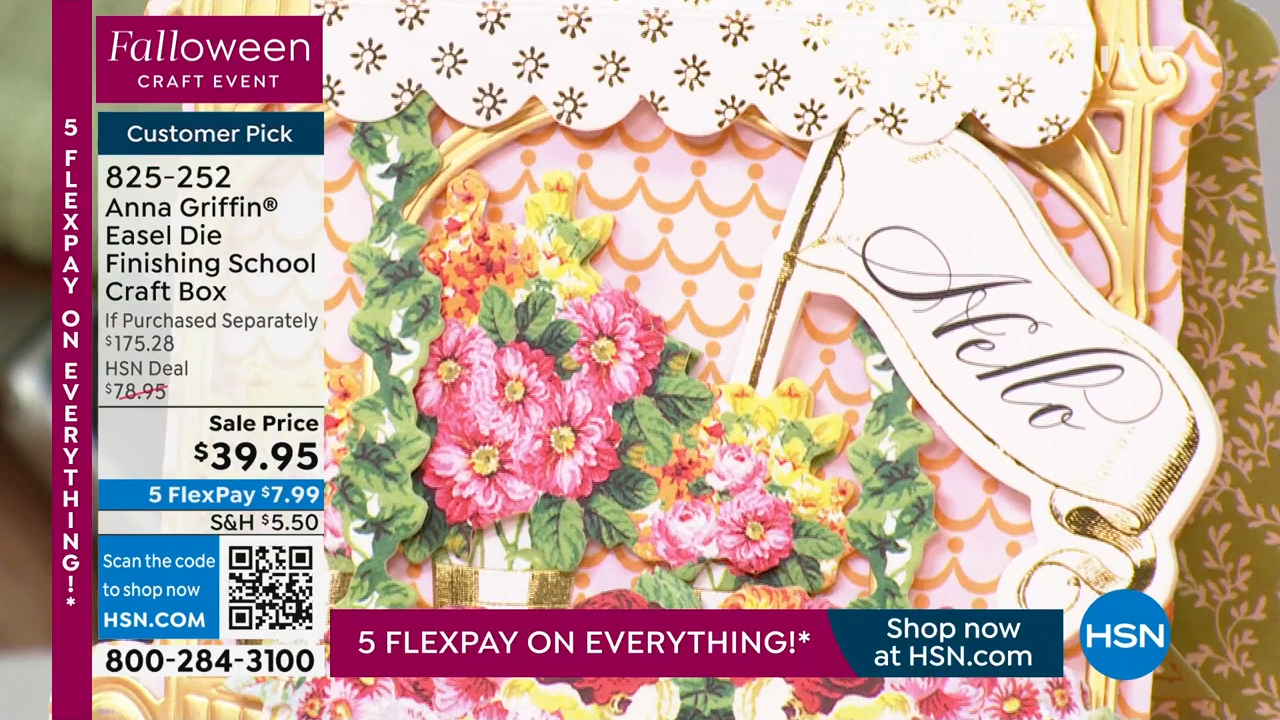 5 FLEXPAY ON EVERYTHING!*
Falloween
CRAFT EVENT
Customer Pick
825-252
Anna Griffin®
Easel Die
Finishing School
Craft Box
If Purchased Separately
$175.28
HSN Deal
$78.95
Sale Price
$39.95
5 FlexPay $7.99
S&H $5.50
Scan the code
to shop now
HSN.COM
800-284-3100
Hello
5 FLEXPAY ON EVERYTHING!*
Shop now
at HSN.com
HSN